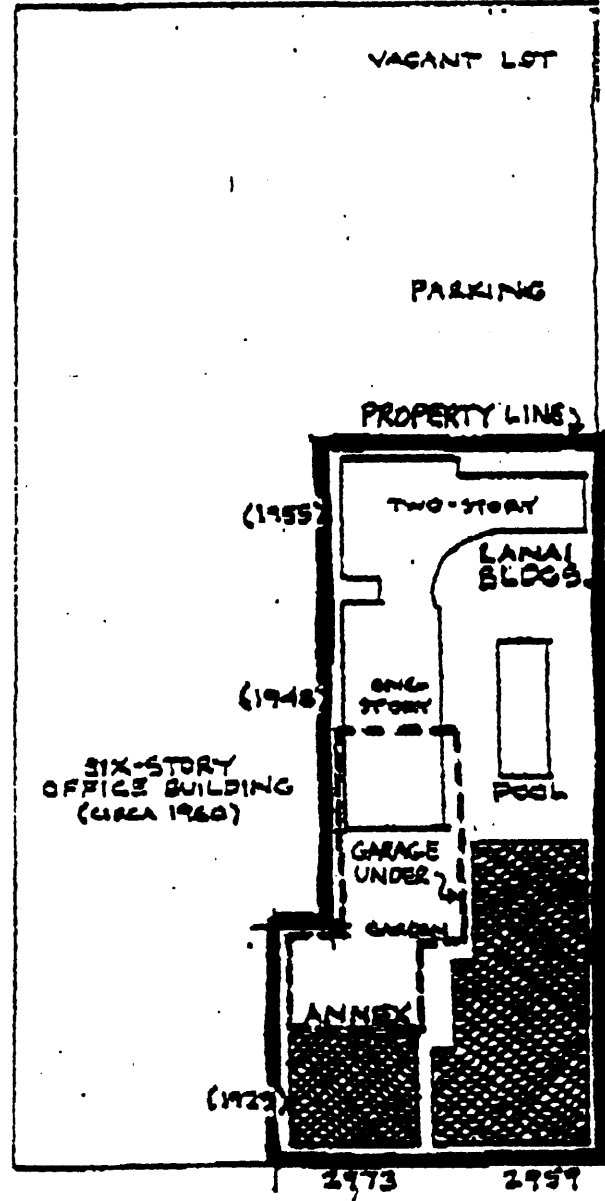 VACANT LOT
PARKING
PROPERTY LINE
(1955)
TWO-STORY
LANAI
BLDGS.
(1948)
ONE-
STORY
SIX-STORY
OFFICE BUILDING
(CIRCA 1960)
POOL
GARAGE
UNDER
GARDEN
ANNEX
(1929)
2973
2959